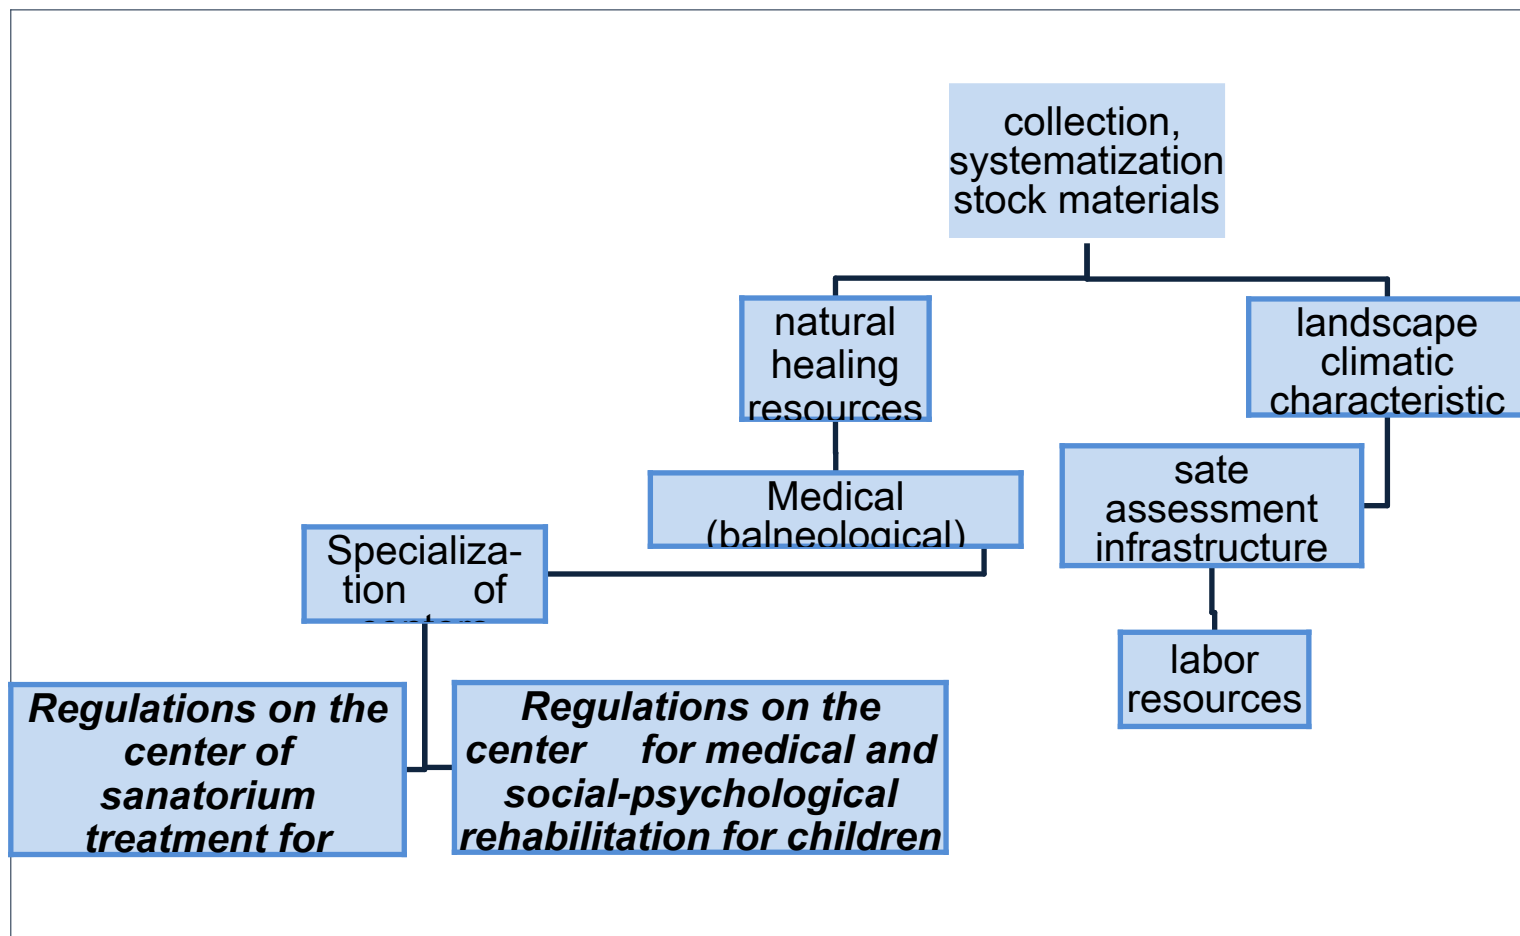 collection,
systematization
stock materials
natural
healing
resources
landscape
climatic
characteristic
Medical
(balneological)
sate
assessment
infrastructure
Specializa-
tion of
labor
resources
Regulations on the
center of
sanatorium
treatment for
Regulations on the
center for medical and
social-psychological
rehabilitation for children